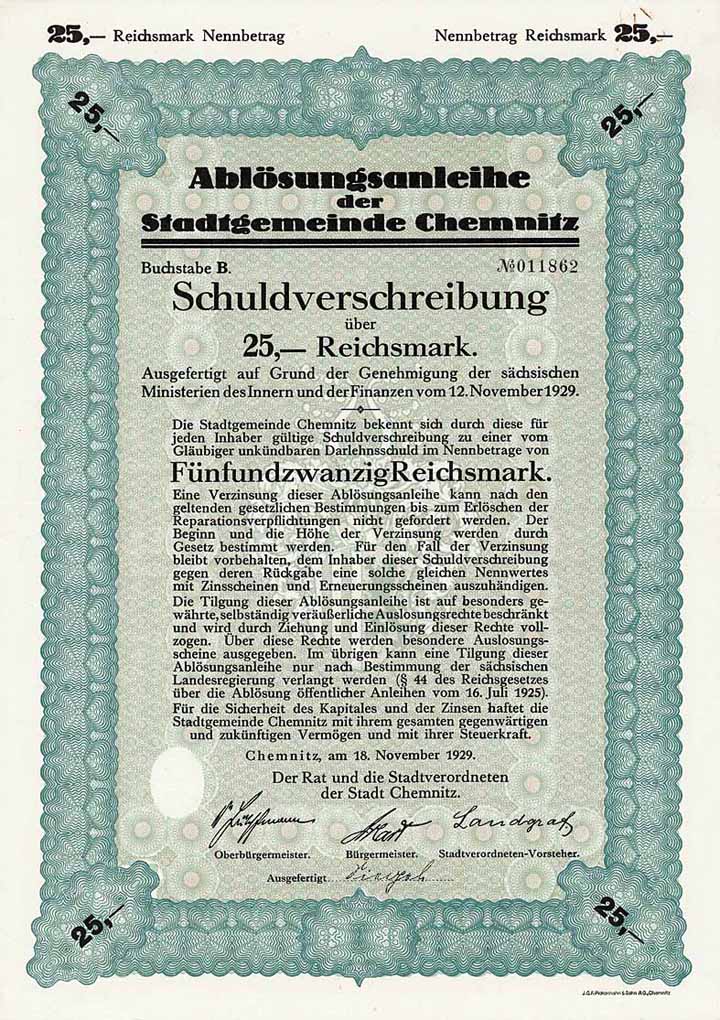 25,— Reichsmark Nennbetrag
Nennbetrag Reichsmark 25,—
25,—
25,—
Ablösungsanleihe
der
Stadtgemeinde Chemnitz
Buchstabe B.
№011862
Schuldverschreibung
über
25,— Reichsmark.
Ausgefertigt auf Grund der Genehmigung der sächsischen
Ministerien des Innern und der Finanzen vom 12. November 1929.
Die Stadtgemeinde Chemnitz bekennt sich durch diese für
jeden Inhaber gültige Schuldverschreibung zu einer vom
Gläubiger unkündbaren Darlehnsschuld im Nennbetrage von
Fünfundzwanzig Reichsmark.
Eine Verzinsung dieser Ablösungsanleihe kann nach den
geltenden gesetzlichen Bestimmungen bis zum Erlöschen der
Reparationsverpflichtungen nicht gefordert werden. Der
Beginn und die Höhe der Verzinsung werden durch
Gesetz bestimmt werden. Für den Fall der Verzinsung
bleibt vorbehalten, dem Inhaber dieser Schuldverschreibung
gegen deren Rückgabe eine solche gleichen Nennwertes
mit Zinsscheinen und Erneuerungsscheinen auszuhändigen.
Die Tilgung dieser Ablösungsanleihe ist auf besonders ge-
währte, selbständig veräußerliche Auslosungsrechte beschränkt
und wird durch Ziehung und Einlösung dieser Rechte voll-
zogen. Über diese Rechte werden besondere Auslosungs-
scheine ausgegeben. Im übrigen kann eine Tilgung dieser
Ablösungsanleihe nur nach Bestimmung der sächsischen
Landesregierung verlangt werden (§ 44 des Reichsgesetzes
über die Ablösung öffentlicher Anleihen vom 16. Juli 1925).
Für die Sicherheit des Kapitales und der Zinsen haftet die
Stadtgemeinde Chemnitz mit ihrem gesamten gegenwärtigen
und zukünftigen Vermögen und mit ihrer Steuerkraft.
Chemnitz, am 18. November 1929.
Der Rat und die Stadtverordneten
der Stadt Chemnitz.
Landgraf
Oberbürgermeister. Bürgermeister. Stadtverordneten-Vorsteher.
Ausgefertigt
25,—
25,—